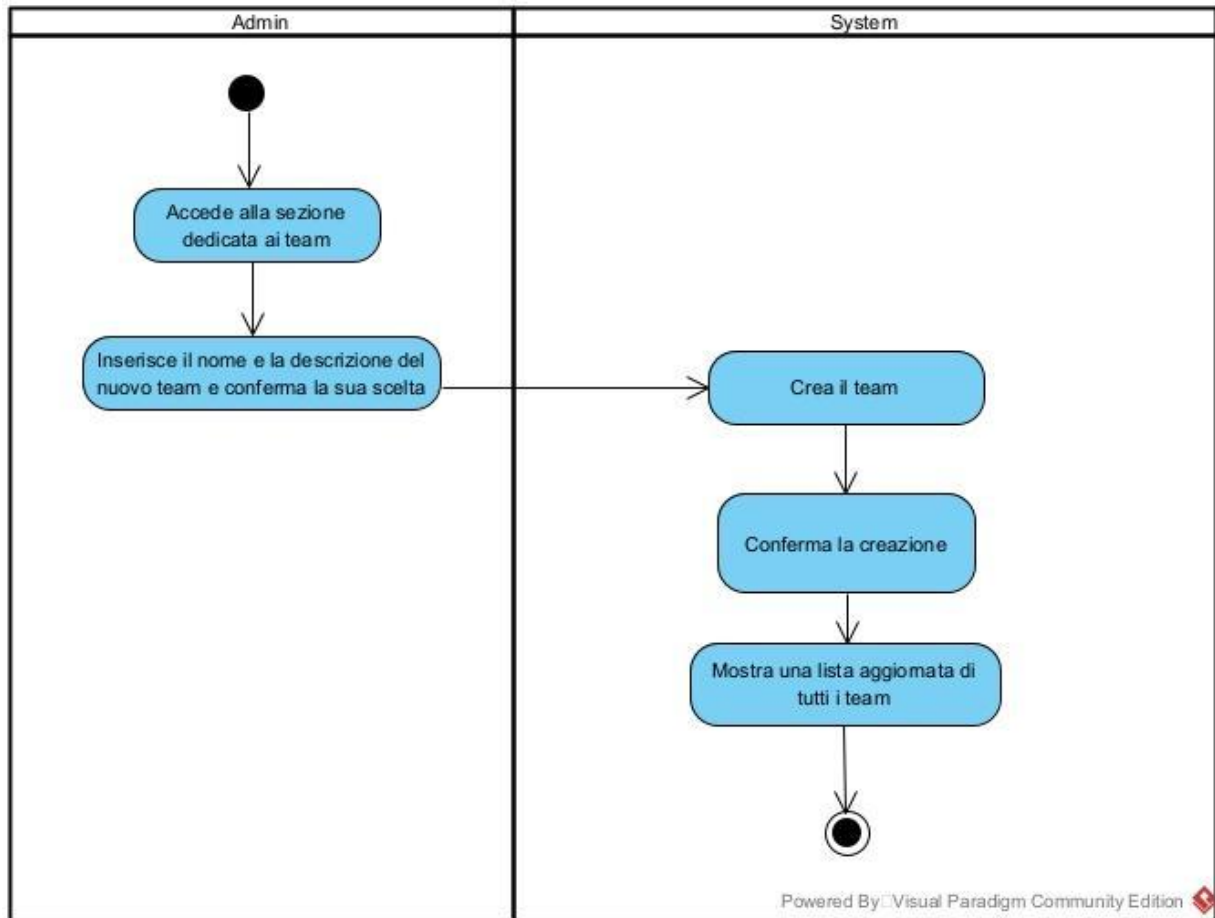 Admin
System
Accede alla sezione
dedicata ai team
Inserisce il nome e la descrizione del
nuovo team e conferma la sua scelta
Crea il team
Conferma la creazione
Mostra una lista aggiornata di
tutti i team
Powered By Visual Paradigm Community Edition